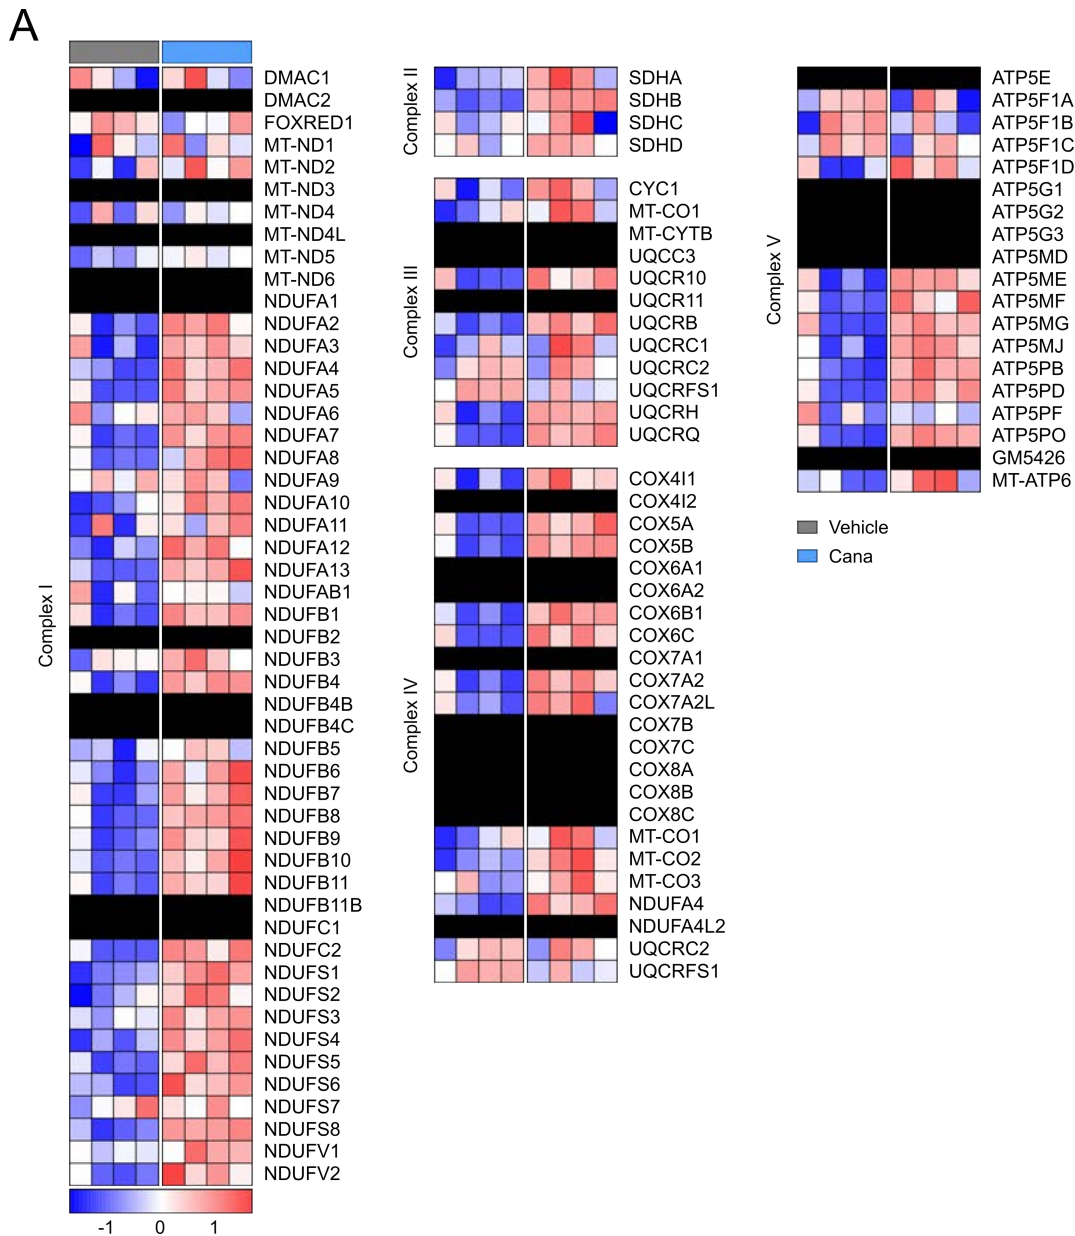 A
Complex I
DMAC1
DMAC2
FOXRED1
MT-ND1
MT-ND2
MT-ND3
MT-ND4
MT-ND4L
MT-ND5
MT-ND6
NDUFA1
NDUFA2
NDUFA3
NDUFA4
NDUFA5
NDUFA6
NDUFA7
NDUFA8
NDUFA9
NDUFA10
NDUFA11
NDUFA12
NDUFA13
NDUFAB1
NDUFB1
NDUFB2
NDUFB3
NDUFB4
NDUFB4B
NDUFB4C
NDUFB5
NDUFB6
NDUFB7
NDUFB8
NDUFB9
NDUFB10
NDUFB11
NDUFB11B
NDUFC1
NDUFC2
NDUFS1
NDUFS2
NDUFS3
NDUFS4
NDUFS5
NDUFS6
NDUFS7
NDUFS8
NDUFV1
NDUFV2
-1 0 1
Complex II
SDHA
SDHB
SDHC
SDHD
Complex III
CYC1
MT-CO1
MT-CYTB
UQCC3
UQCR10
UQCR11
UQCRB
UQCRC1
UQCRC2
UQCRFS1
UQCRH
UQCRQ
Complex IV
COX4I1
COX4I2
COX5A
COX5B
COX6A1
COX6A2
COX6B1
COX6C
COX7A1
COX7A2
COX7A2L
COX7B
COX7C
COX8A
COX8B
COX8C
MT-CO1
MT-CO2
MT-CO3
NDUFA4
NDUFA4L2
UQCRC2
UQCRFS1
Complex V
ATP5E
ATP5F1A
ATP5F1B
ATP5F1C
ATP5F1D
ATP5G1
ATP5G2
ATP5G3
ATP5MD
ATP5ME
ATP5MF
ATP5MG
ATP5MJ
ATP5PB
ATP5PD
ATP5PF
ATP5PO
GM5426
MT-ATP6
Vehicle
Cana